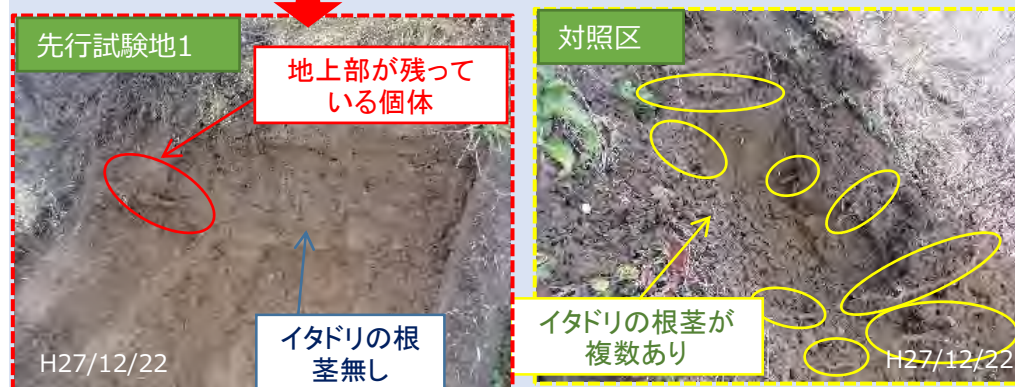 先行試験地1
地上部が残って
いる個体
イタドリの根
茎無し
H27/12/22
対照区
イタドリの根茎が
複数あり
H27/12/22